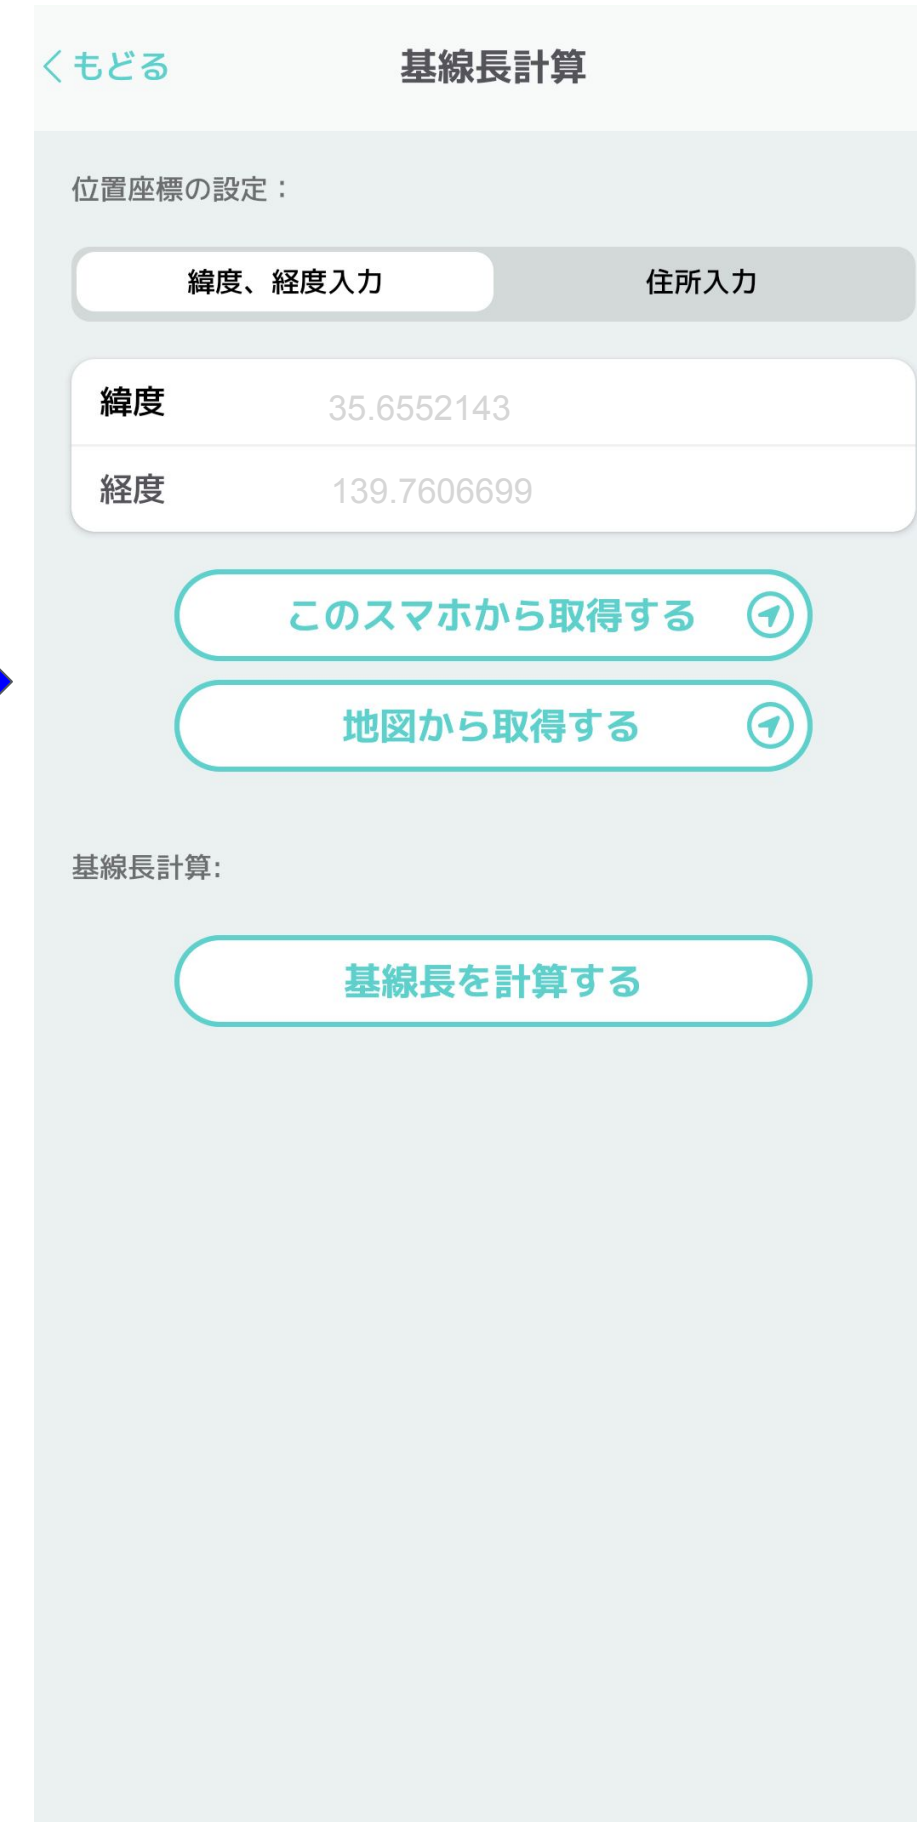 もどる
基線長計算
位置座標の設定：
緯度、経度入力
住所入力
緯度
35.6552143
経度
139.7606699
このスマホから取得する
地図から取得する
基線長計算:
基線長を計算する